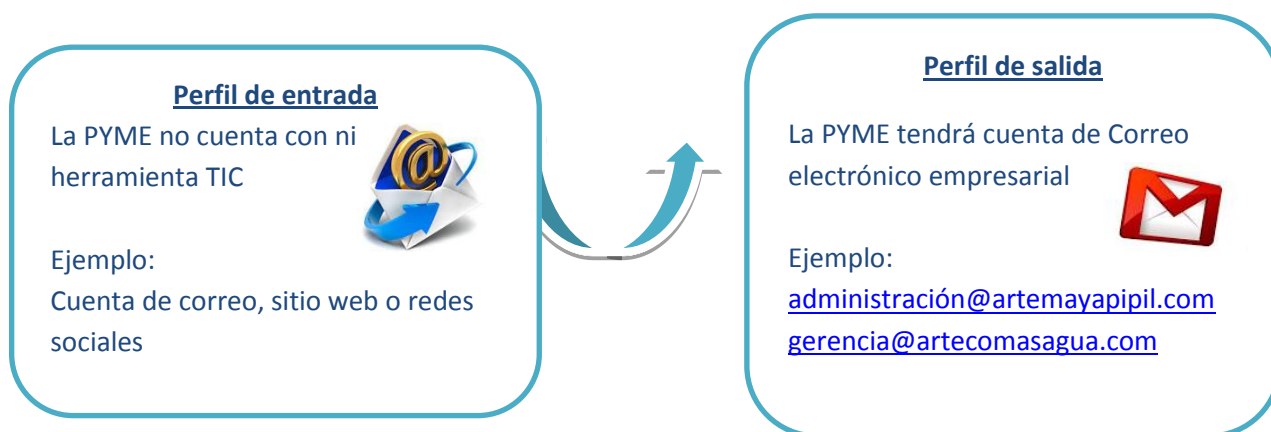 Perfil de entrada
La PYME no cuenta con ni
herramienta TIC
Ejemplo:
Cuenta de correo, sitio web o redes
sociales
Perfil de salida
La PYME tendrá cuenta de Correo
electrónico empresarial
Ejemplo:
administración@artemayapipil.com
gerencia@artecomasagua.com